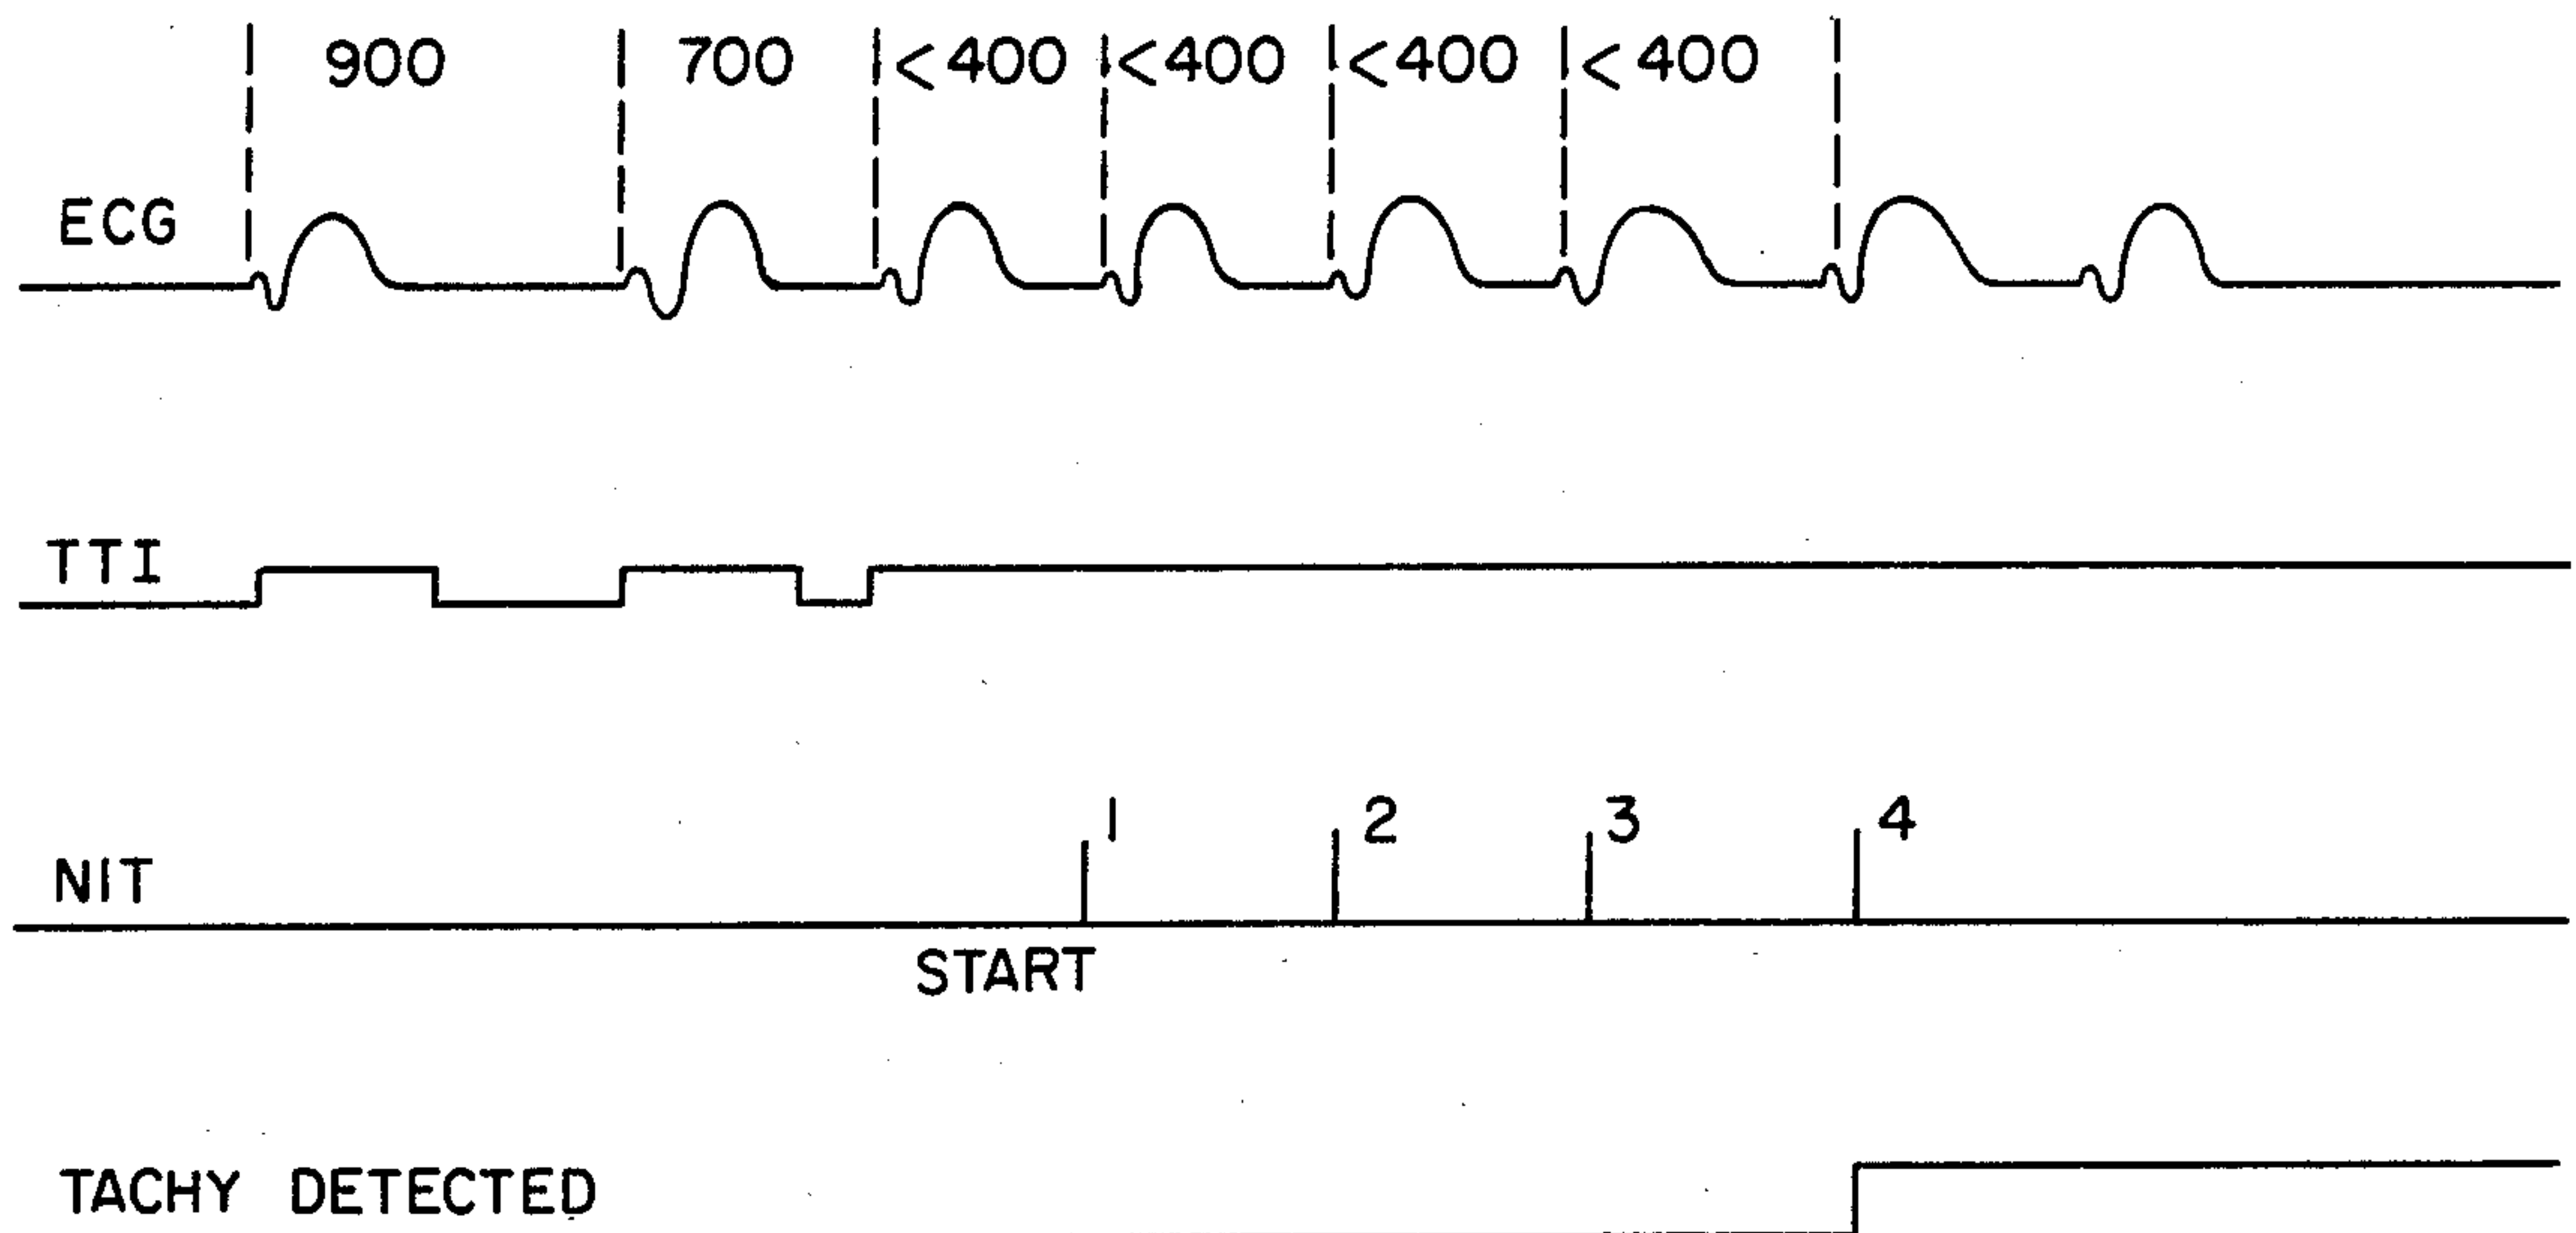 900 700 <400 <400 <400 <400
ECG
TTI
1 2 3 4
NIT
START
TACHY DETECTED